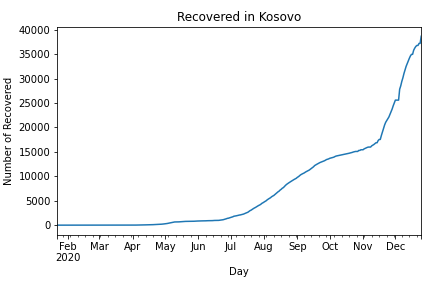 Recovered in Kosovo
Number of Recovered
40000
35000
30000
25000
20000
15000
10000
5000
0
Feb Mar Apr May Jun Jul Aug Sep Oct Nov Dec
2020
Day